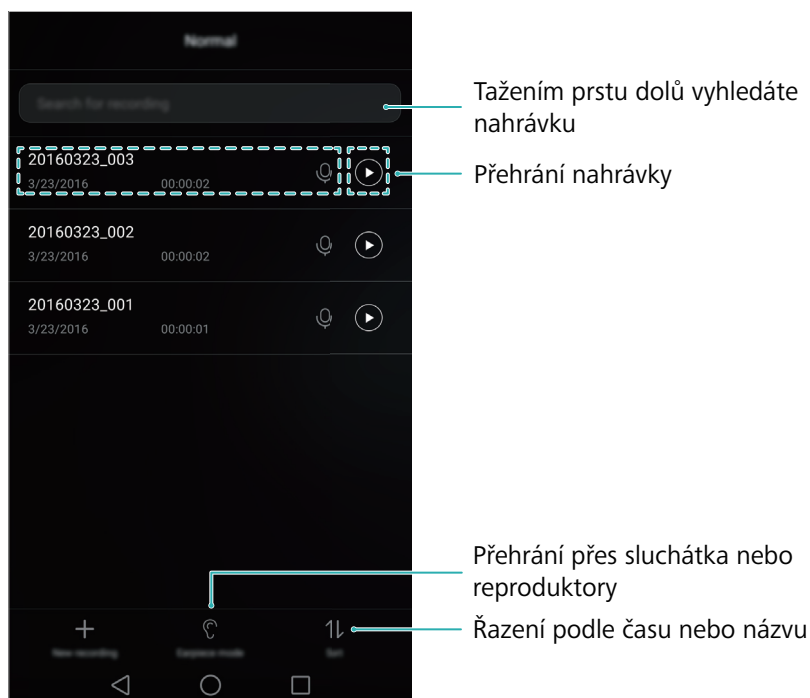 Normal
Search for recording
Tažením prstu dolů vyhledáte
nahrávku
20160323_003
3/23/2016 00:00:02
Přehrání nahrávky
20160323_002
3/23/2016 00:00:02
20160323_001
3/23/2016 00:00:01
Přehrání přes sluchátka nebo
reproduktory
Řazení podle času nebo názvu
New recording Earpiece mode Sort